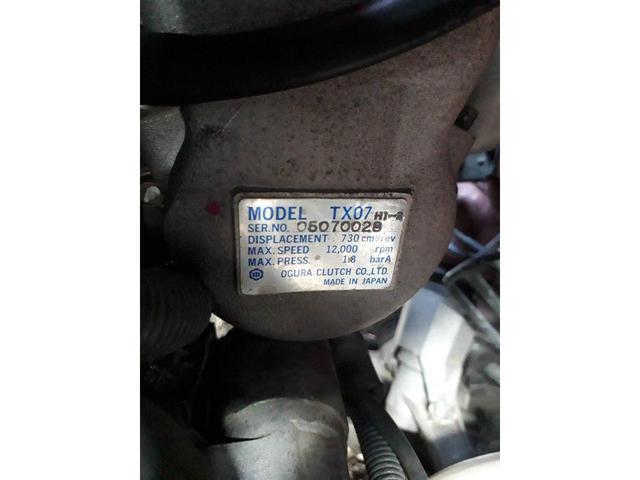 MODEL TX07 H1-2
SER.NO. 05070028
DISPLACEMENT 730 cm³/rev
MAX. SPEED 12,000 rpm
MAX. PRESS. 1.8 barA
OGURA CLUTCH CO.,LTD.
MADE IN JAPAN